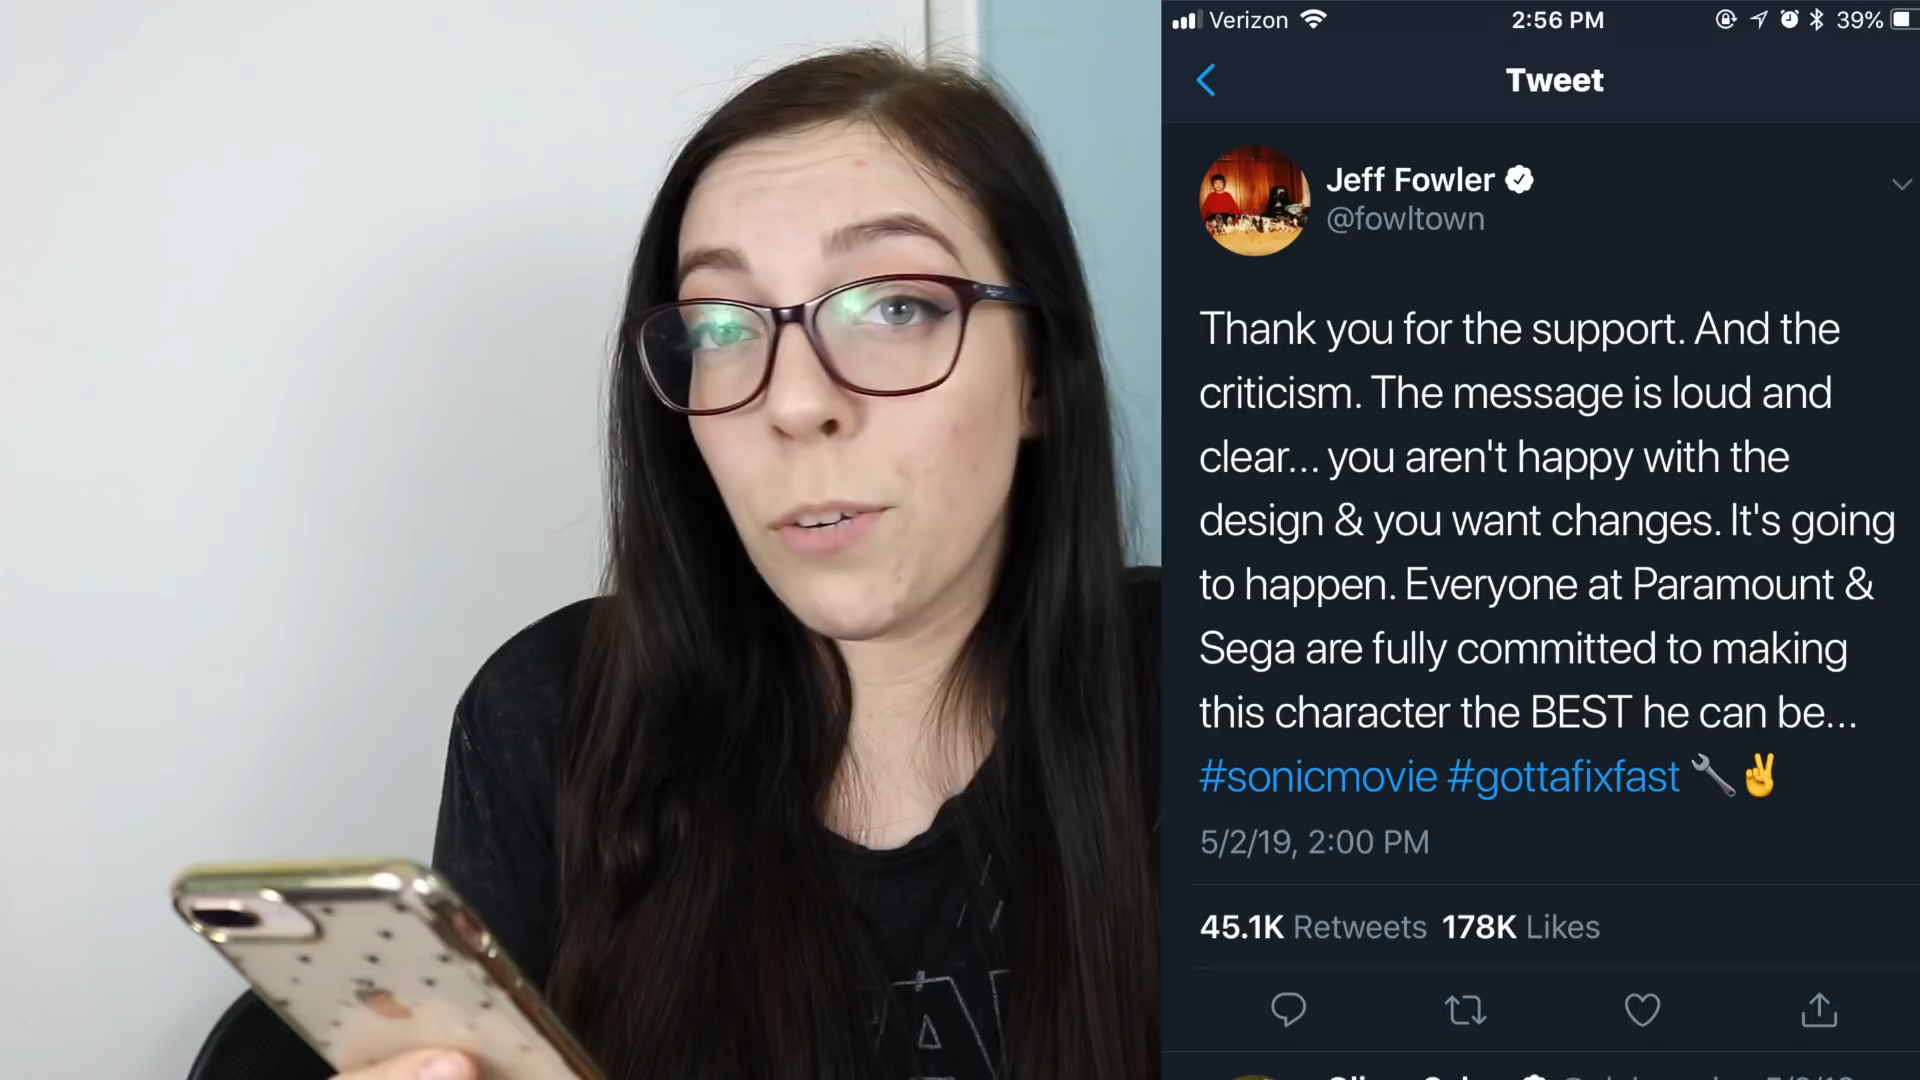 Verizon 2:56 PM 39%
Tweet
Jeff Fowler
@fowltown
Thank you for the support. And the
criticism. The message is loud and
clear... you aren't happy with the
design & you want changes. It's going
to happen. Everyone at Paramount &
Sega are fully committed to making
this character the BEST he can be...
#sonicmovie #gottafixfast 🔧✌️
5/2/19, 2:00 PM
45.1K Retweets 178K Likes